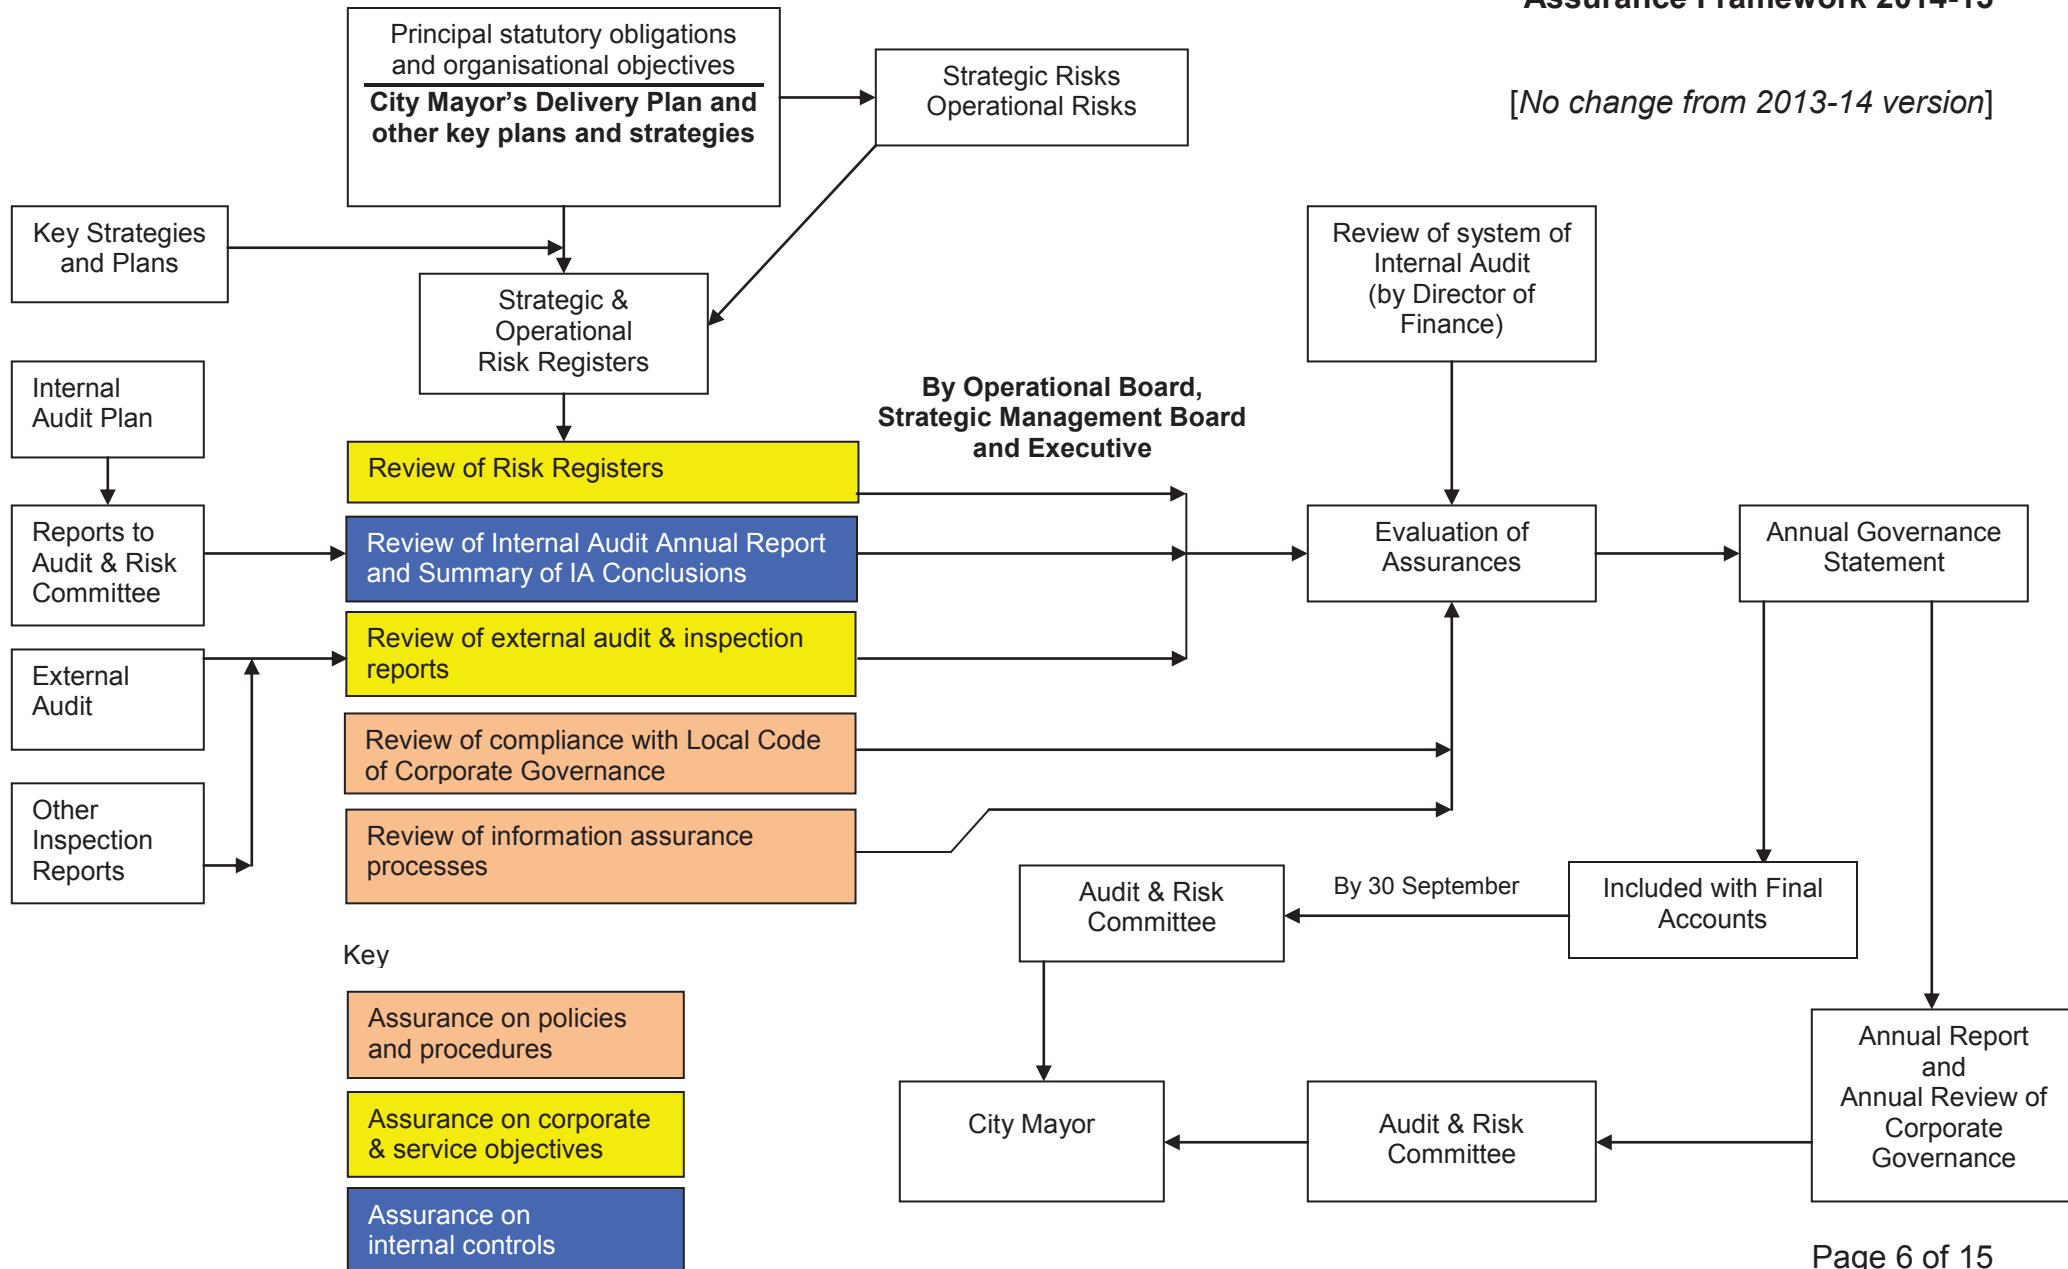 Assurance Framework 2014-15
[No change from 2013-14 version]
Principal statutory obligations
and organisational objectives
City Mayor’s Delivery Plan and
other key plans and strategies
Strategic Risks
Operational Risks
Key Strategies
and Plans
Strategic &
Operational
Risk Registers
Review of system of
Internal Audit
(by Director of
Finance)
Internal
Audit Plan
By Operational Board,
Strategic Management Board
and Executive
Review of Risk Registers
Reports to
Audit & Risk
Committee
Review of Internal Audit Annual Report
and Summary of IA Conclusions
Evaluation of
Assurances
Annual Governance
Statement
External
Audit
Review of external audit & inspection
reports
Review of compliance with Local Code
of Corporate Governance
Other
Inspection
Reports
Review of information assurance
processes
Audit & Risk
Committee
By 30 September
Included with Final
Accounts
Key
Assurance on policies
and procedures
Assurance on corporate
& service objectives
Assurance on
internal controls
City Mayor
Audit & Risk
Committee
Annual Report
and
Annual Review of
Corporate
Governance
Page 6 of 15